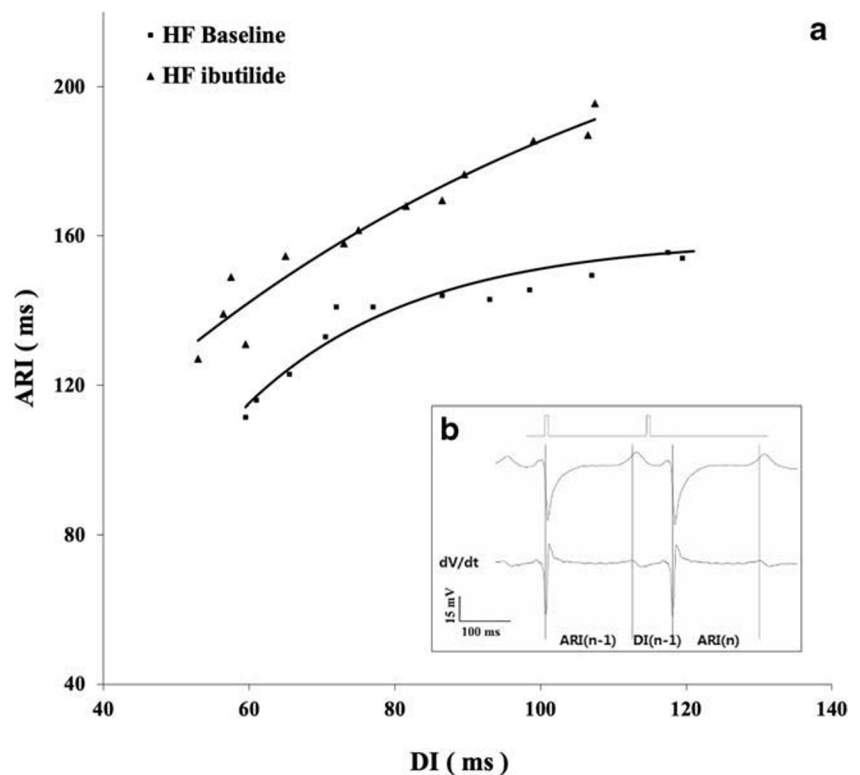 a
HF Baseline
HF ibutilide
200
160
120
80
40
ARI ( ms )
40 60 80 100 120 140
DI ( ms )
b
dV/dt
15 mV
100 ms
ARI(n-1) DI(n-1) ARI(n)